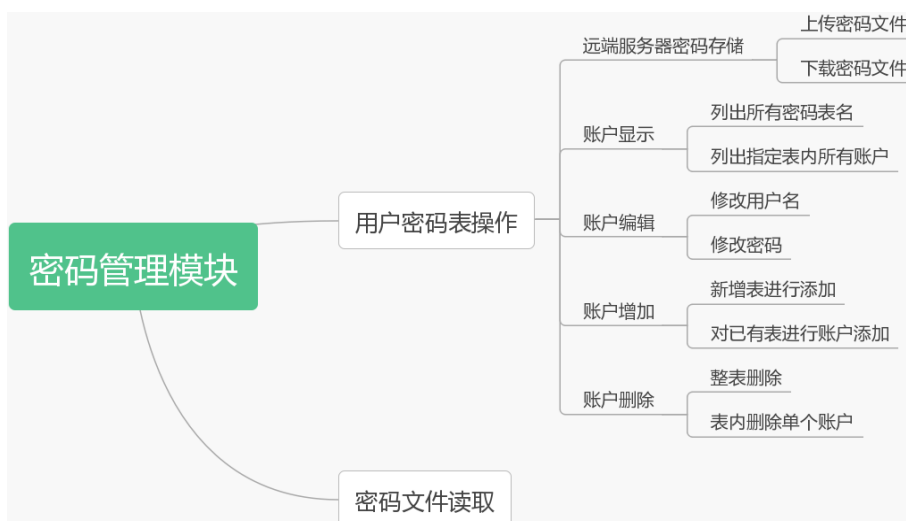 密码管理模块
用户密码表操作
远端服务器密码存储
上传密码文件
下载密码文件
账户显示
列出所有密码表名
列出指定表内所有账户
账户编辑
修改用户名
修改密码
账户增加
新增表进行添加
对已有表进行账户添加
账户删除
整表删除
表内删除单个账户
密码文件读取